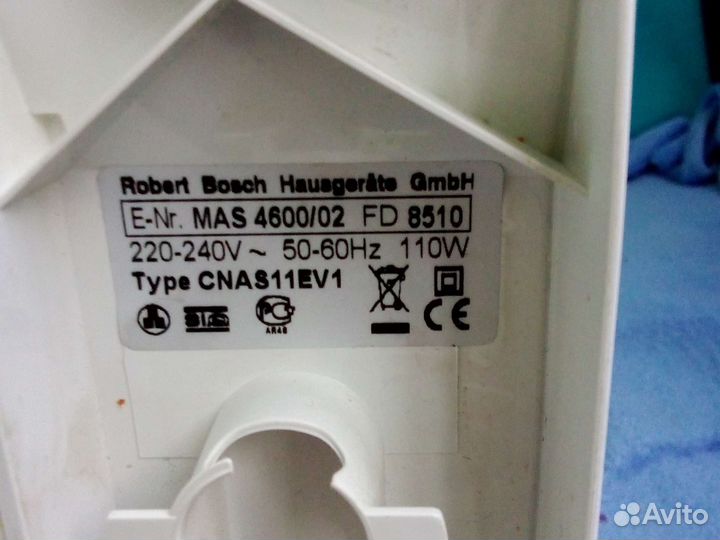 Robert Bosch Hausgeräte GmbH
E-Nr. MAS 4600/02 FD 8510
220-240V ~ 50-60Hz 110W
Type CNAS11EV1
CE
AR46
Avito